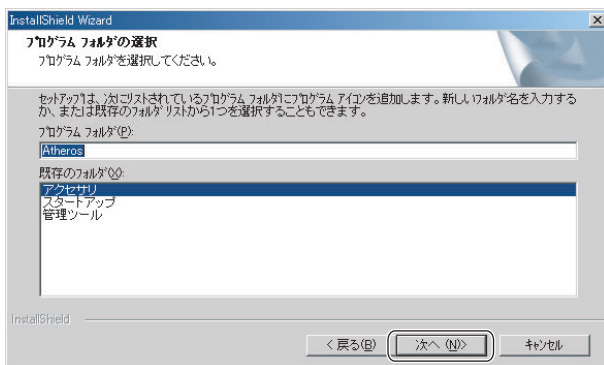 InstallShield Wizard
プログラム フォルダの選択
プログラム フォルダを選択してください。
セットアップは、次にリストされているプログラム フォルダにプログラム アイコンを追加します。新しいフォルダ名を入力する
か、または既存のフォルダ リストから1つを選択することもできます。
プログラム フォルダ(P):
Atheros
既存のフォルダ(X):
アクセサリ
スタートアップ
管理ツール
InstallShield
< 戻る(B)
次へ (N)>
キャンセル